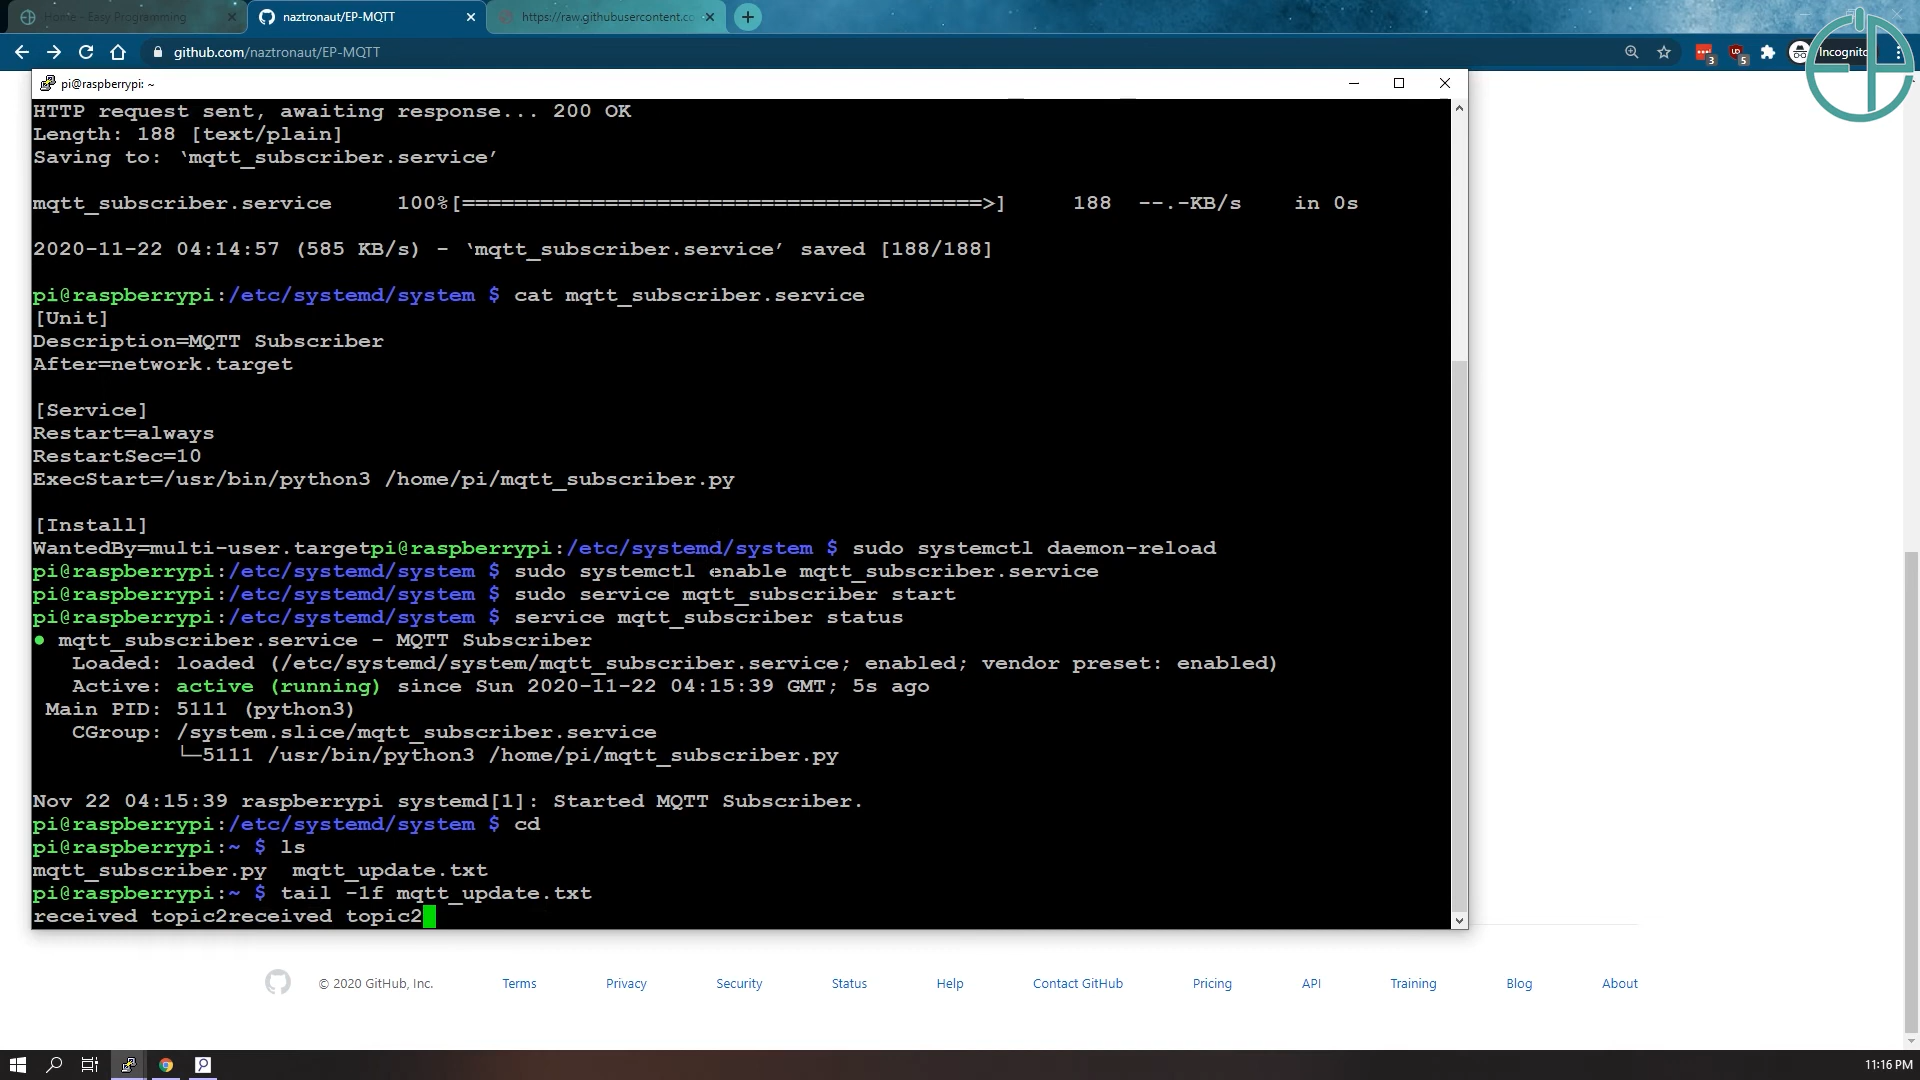 Home - Easy Programming
naztronaut/EP-MQTT
https://raw.githubusercontent.co
github.com/naztronaut/EP-MQTT
3
5
Incognito
pi@raspberrypi: ~
HTTP request sent, awaiting response... 200 OK
Length: 188 [text/plain]
Saving to: ‘mqtt_subscriber.service’
mqtt_subscriber.service 100%[========================================>] 188 --.-KB/s in 0s
2020-11-22 04:14:57 (585 KB/s) - ‘mqtt_subscriber.service’ saved [188/188]
pi@raspberrypi:/etc/systemd/system $ cat mqtt_subscriber.service
[Unit]
Description=MQTT Subscriber
After=network.target
[Service]
Restart=always
RestartSec=10
ExecStart=/usr/bin/python3 /home/pi/mqtt_subscriber.py
[Install]
WantedBy=multi-user.targetpi@raspberrypi:/etc/systemd/system $ sudo systemctl daemon-reload
pi@raspberrypi:/etc/systemd/system $ sudo systemctl enable mqtt_subscriber.service
pi@raspberrypi:/etc/systemd/system $ sudo service mqtt_subscriber start
pi@raspberrypi:/etc/systemd/system $ service mqtt_subscriber status
● mqtt_subscriber.service - MQTT Subscriber
Loaded: loaded (/etc/systemd/system/mqtt_subscriber.service; enabled; vendor preset: enabled)
Active: active (running) since Sun 2020-11-22 04:15:39 GMT; 5s ago
Main PID: 5111 (python3)
CGroup: /system.slice/mqtt_subscriber.service
└─5111 /usr/bin/python3 /home/pi/mqtt_subscriber.py
Nov 22 04:15:39 raspberrypi systemd[1]: Started MQTT Subscriber.
pi@raspberrypi:/etc/systemd/system $ cd
pi@raspberrypi:~ $ ls
mqtt_subscriber.py mqtt_update.txt
pi@raspberrypi:~ $ tail -1f mqtt_update.txt
received topic2received topic2
© 2020 GitHub, Inc. Terms Privacy Security Status Help Contact GitHub Pricing API Training Blog About
11:16 PM